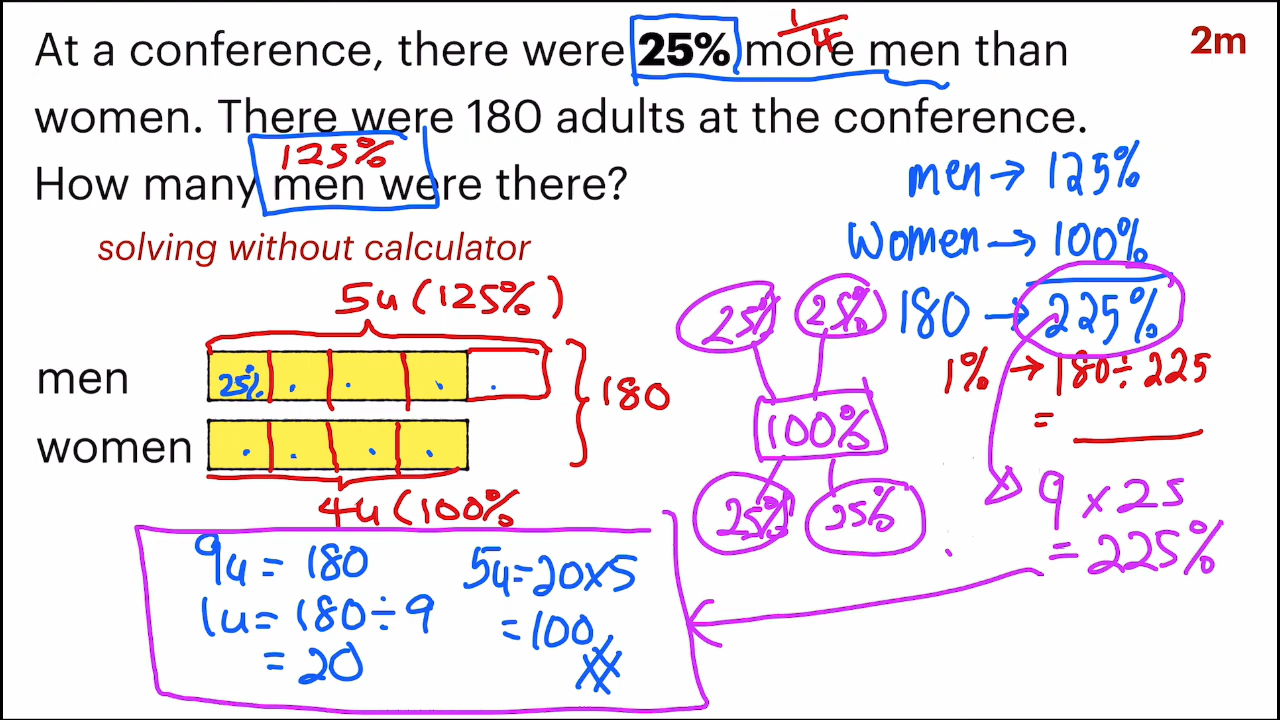 At a conference, there were 25% more men than
1/4
2m
women. There were 180 adults at the conference.
125%
How many men were there?
men → 125%
women → 100%
180 → 225%
1% → 180÷225
= ______
9 x 25
= 225%
solving without calculator
5u (125%)
men
25%
180
women
4u (100%
25%
25%
100%
25%
25%
9u = 180
1u = 180÷9
= 20
5u=20x5
=100